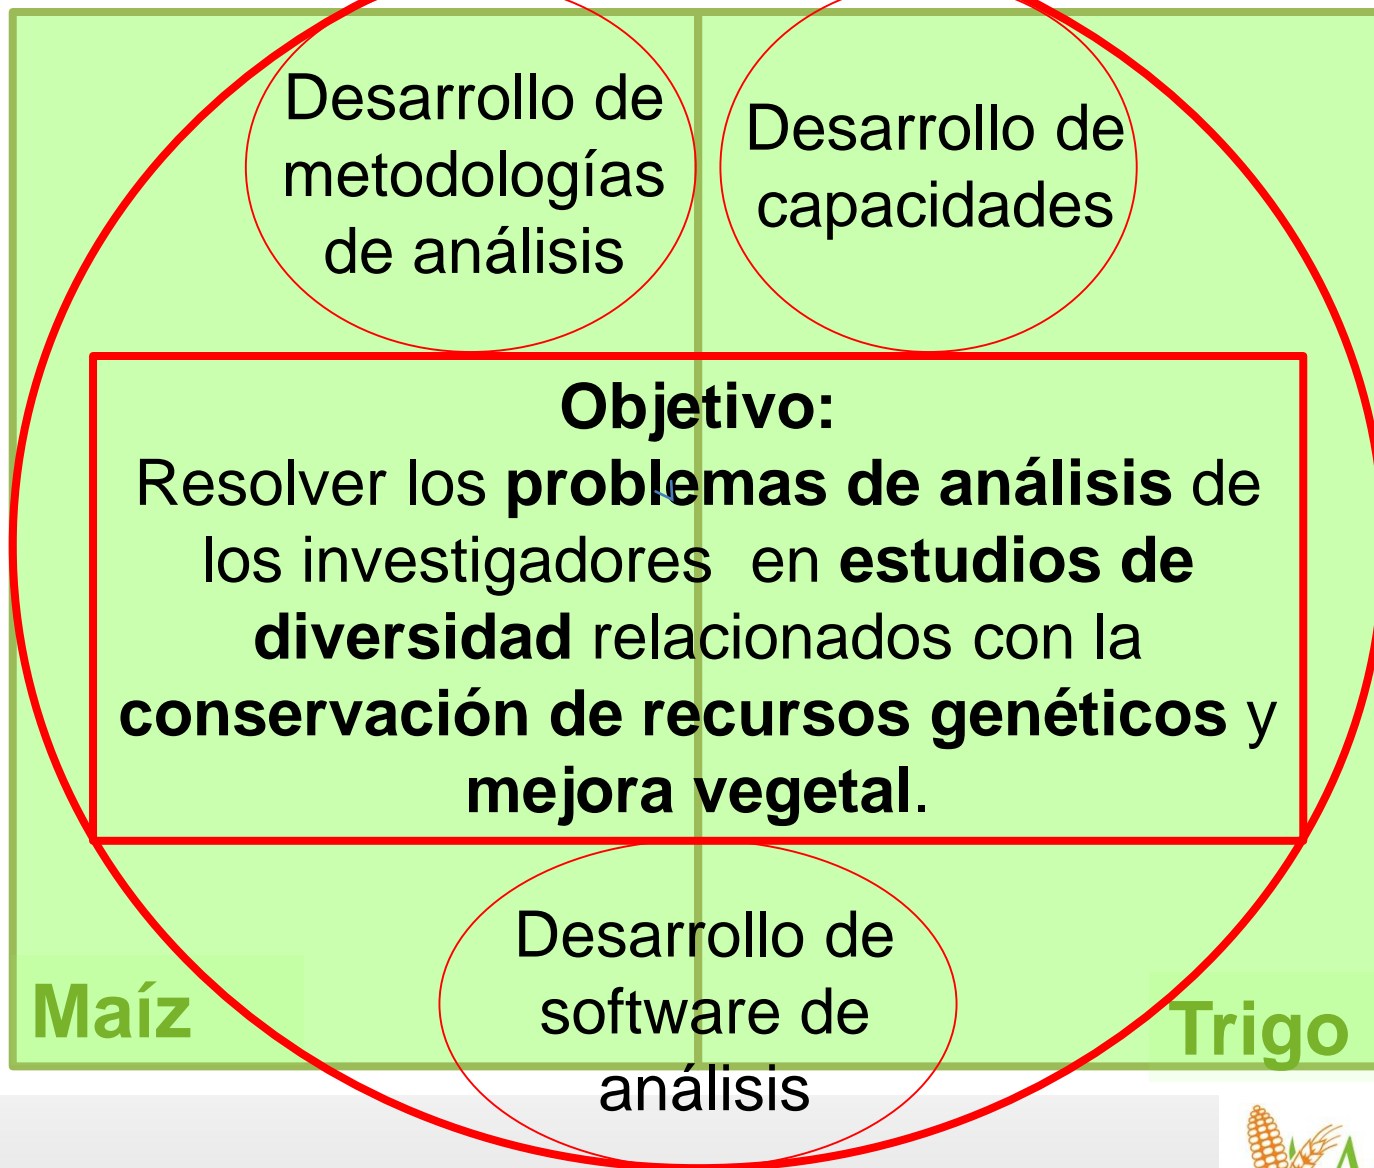 Desarrollo de
metodologías
de análisis
Desarrollo de
capacidades
Objetivo:
Resolver los problemas de análisis de
los investigadores  en estudios de
diversidad relacionados con la
conservación de recursos genéticos y
mejora vegetal.
Desarrollo de
software de
análisis
Maíz
Trigo